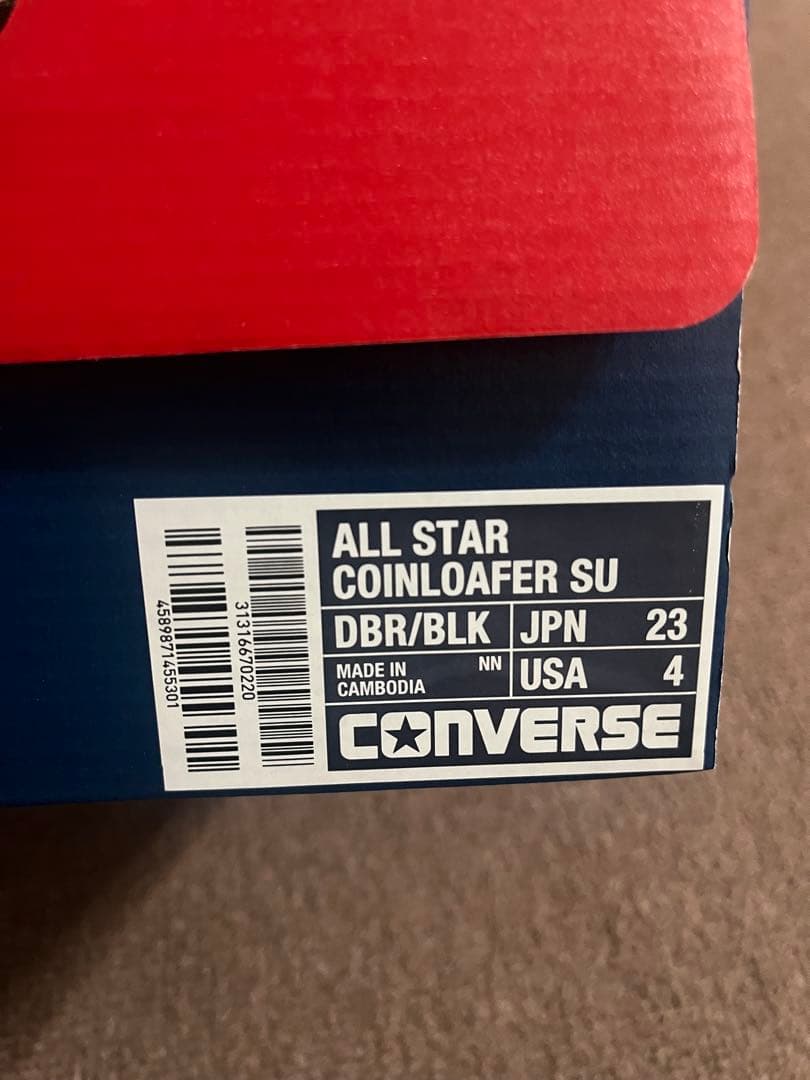 ALL STAR
COINLOAFER SU
DBR/BLK JPN 23
MADE IN CAMBODIA NN USA 4
CONVERSE
4589871455301
31316670220